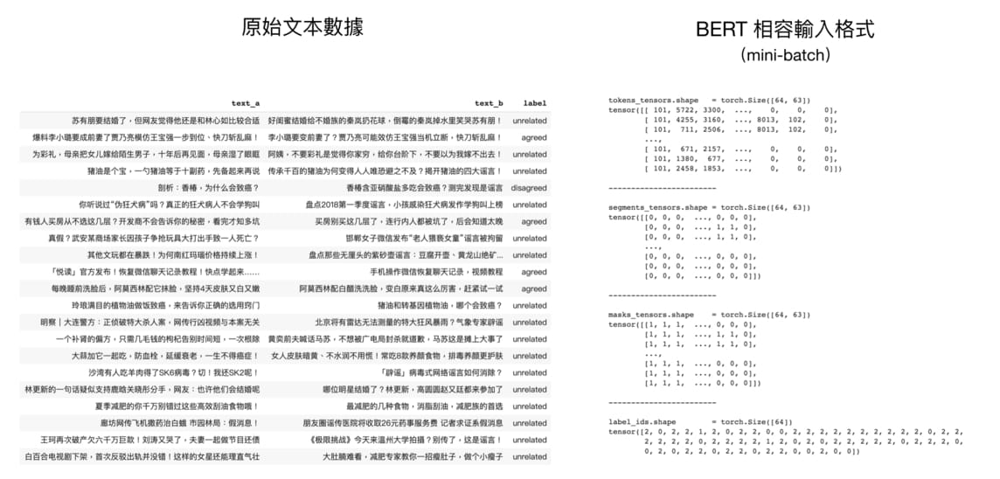 原始文本數據
text_a text_b label
苏有朋要结婚了，但网友觉得他还是和林心如比较合适 好闺蜜结婚给不婚族的秦岚扔花球，倒霉的秦岚掉水里笑哭苏有朋！ unrelated
爆料李小璐要成前妻了贾乃亮模仿王宝强一步到位、快刀斩乱麻！ 李小璐要变前妻了？贾乃亮可能效仿王宝强当机立断，快刀斩乱麻！ agreed
为彩礼，母亲把女儿嫁给陌生男子，十年后再见面，母亲湿了眼眶 阿姨，不要彩礼是觉得你家穷，给你台阶下，不要以为我嫁不出去！ unrelated
猪油是个宝，一勺猪油等于十副药，先备起来再说 传承千百的猪油为何变得人人唯恐避之不及？揭开猪油的四大谣言！ unrelated
剖析：香椿，为什么会致癌？ 香椿含亚硝酸盐多吃会致癌？测完发现是谣言 disagreed
你听说过“伪狂犬病”吗？真正的狂犬病人不会学狗叫 盘点2018第一季度谣言，小孩感染狂犬病发作学狗叫上榜 unrelated
有钱人买房从不选这几层？开发商不会告诉你的秘密，看完才知多坑 买房别买这几层了，连行内人都被坑了，后会知道太晚 agreed
真假？武安某商场家长因孩子争抢玩具大打出手致一人死亡？ 邯郸女子微信发布“老人猥亵女童”谣言被拘留 unrelated
其他文玩都在暴跌！为何南红玛瑙价格持续上涨！ 盘点那些无厘头的紫砂壶谣言：豆腐开壶、黄龙山绝矿... unrelated
「悦读」官方发布！恢复微信聊天记录教程！快点学起来...... 手机操作微信恢复聊天记录，视频教程 agreed
每晚睡前洗脸后，阿莫西林配它抹脸，坚持4天皮肤又白又嫩 阿莫西林配白醋洗洗脸，变白原来真这么厉害，赶紧试一试 agreed
玲琅满目的植物油做饭致癌，来告诉你正确的选用窍门 猪油和转基因植物油，哪个会致癌？ unrelated
明察｜大连警方：正侦破特大杀人案，网传行凶视频与本案无关 北京将有雷达无法测量的特大狂风暴雨？气象专家辟谣 unrelated
一个补肾的偏方，只需几毛钱的枸杞告别时间短，一次根除 黄奕前夫喊话马苏，不想被广电局封杀就道歉，马苏这是摊上大事了 unrelated
大蒜加它一起吃，防血栓，延缓衰老，一生不得癌症！ 女人皮肤暗黄、不水润不用慌！常吃8款养颜食物，排毒养颜更护肤 unrelated
沙湾有人吃羊肉得了SK6病毒？切！我还SK2呢！ 「辟谣」病毒式网络谣言如何消除？ unrelated
林更新的一句话疑似支持鹿晗关晓彤分手，网友：也许他们会结婚呢 哪位明星结婚了？林更新，高圆圆赵又廷都来参加了 unrelated
夏季减肥的你千万别错过这些高效刮油食物哦！ 最减肥的几种食物，消脂刮油，减肥族的首选 unrelated
廊坊网传飞机撒药治白蛾 市园林局：假消息！ 朋友圈谣传医院将收取26元药事服务费 记者求证系假消息 unrelated
王珂再次破产欠六千万巨款！刘涛又哭了，夫妻一起做节目还债 《极限挑战》今天来温州大学拍摄？别传了，这是谣言！ unrelated
白百合电视剧下架，首次反驳出轨并没错！这样的女星还能理直气壮 大肚腩难看，减肥专家教你一招瘦肚子，做个小瘦子 unrelated
BERT 相容輸入格式
（mini-batch）
tokens_tensors.shape = torch.Size([64, 63])
tensor([[ 101, 5722, 3300, ..., 0, 0, 0],
[ 101, 4255, 3160, ..., 8013, 102, 0],
[ 101, 711, 2506, ..., 8013, 102, 0],
...,
[ 101, 671, 2157, ..., 0, 0, 0],
[ 101, 1380, 677, ..., 0, 0, 0],
[ 101, 2458, 1853, ..., 0, 0, 0]])
------------------------
segments_tensors.shape = torch.Size([64, 63])
tensor([[0, 0, 0, ..., 0, 0, 0],
[0, 0, 0, ..., 1, 1, 0],
[0, 0, 0, ..., 1, 1, 0],
...,
[0, 0, 0, ..., 0, 0, 0],
[0, 0, 0, ..., 0, 0, 0],
[0, 0, 0, ..., 0, 0, 0]])
------------------------
masks_tensors.shape = torch.Size([64, 63])
tensor([[1, 1, 1, ..., 0, 0, 0],
[1, 1, 1, ..., 1, 1, 0],
[1, 1, 1, ..., 1, 1, 0],
...,
[1, 1, 1, ..., 0, 0, 0],
[1, 1, 1, ..., 0, 0, 0],
[1, 1, 1, ..., 0, 0, 0]])
------------------------
label_ids.shape = torch.Size([64])
tensor([2, 0, 2, 2, 1, 2, 0, 2, 2, 0, 0, 2, 2, 2, 2, 2, 2, 2, 2, 2, 0, 2, 2,
2, 2, 2, 2, 0, 2, 2, 2, 2, 1, 2, 0, 2, 0, 2, 2, 2, 2, 2, 0, 2, 2, 2, 0,
0, 2, 0, 2, 2, 0, 2, 2, 0, 2, 2, 0, 0, 2, 0, 0])